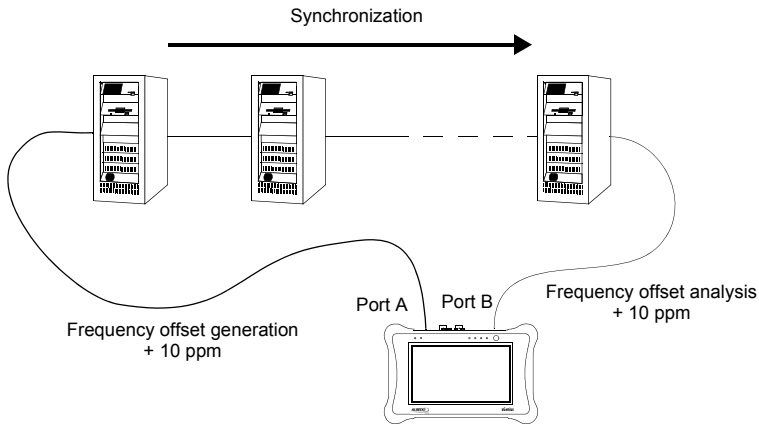 Synchronization
Port A
Port B
Frequency offset generation
+ 10 ppm
Frequency offset analysis
+ 10 ppm